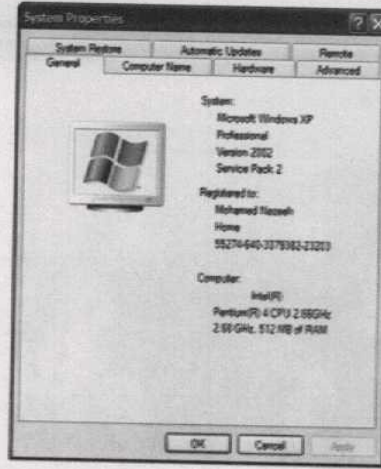 System Properties
System Restore
Automatic Updates
Remote
General
Computer Name
Hardware
Advanced
System:
Microsoft Windows XP
Professional
Version 2002
Service Pack 2
Registered to:
Mohamed
Home
Computer:
Intel(R)
Pentium(R) 4 CPU 2.66GHz
2.66 GHz, 512 MB of RAM
OK
Cancel
Apply